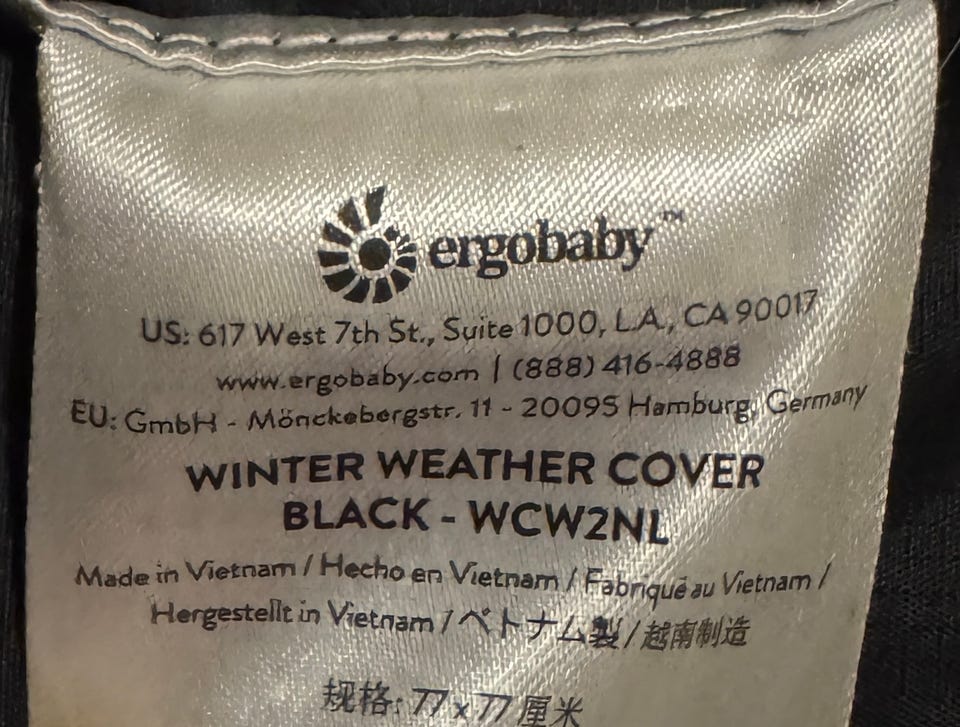 ergobaby™
US: 617 West 7th St., Suite 1000, L.A., CA 90017
www.ergobaby.com | (888) 416-4888
EU: GmbH - Mönckebergstr. 11 - 20095 Hamburg, Germany
WINTER WEATHER COVER
BLACK - WCW2NL
Made in Vietnam / Hecho en Vietnam / Fabriqué au Vietnam /
Hergestellt in Vietnam / ベトナム製 / 越南制造
规格: 77 x 77 厘米